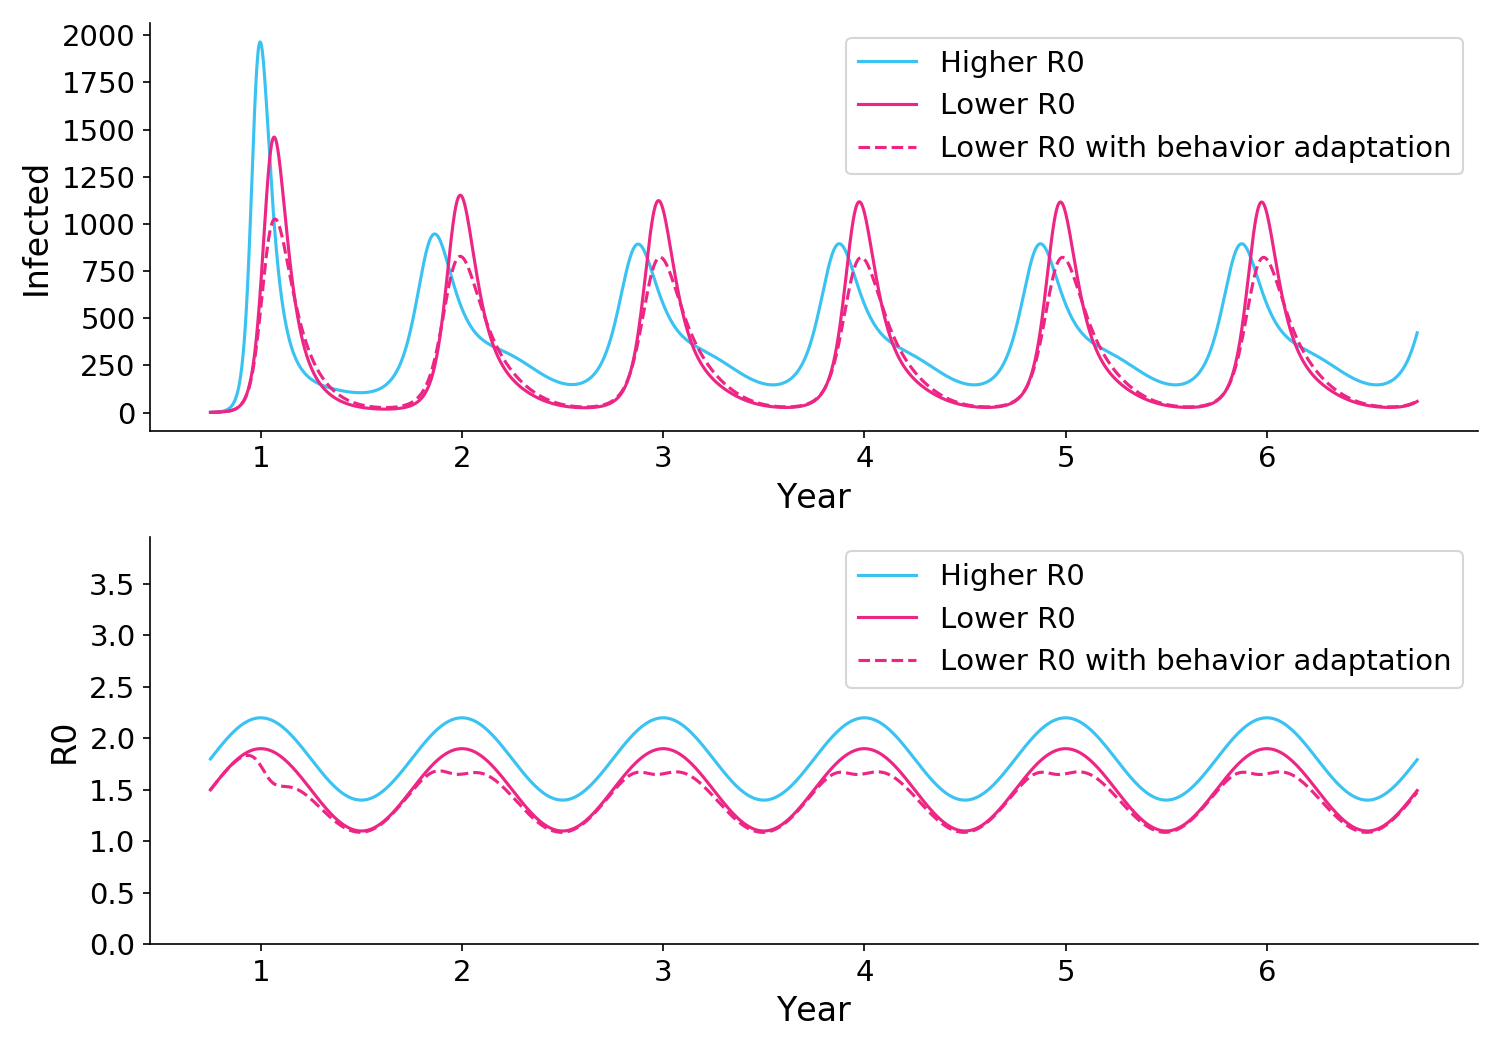 2000
1750
1500
1250
1000
750
500
250
0
Infected
Higher R0
Lower R0
Lower R0 with behavior adaptation
1 2 3 4 5 6
Year
3.5
3.0
2.5
2.0
1.5
1.0
0.5
0.0
R0
Higher R0
Lower R0
Lower R0 with behavior adaptation
1 2 3 4 5 6
Year